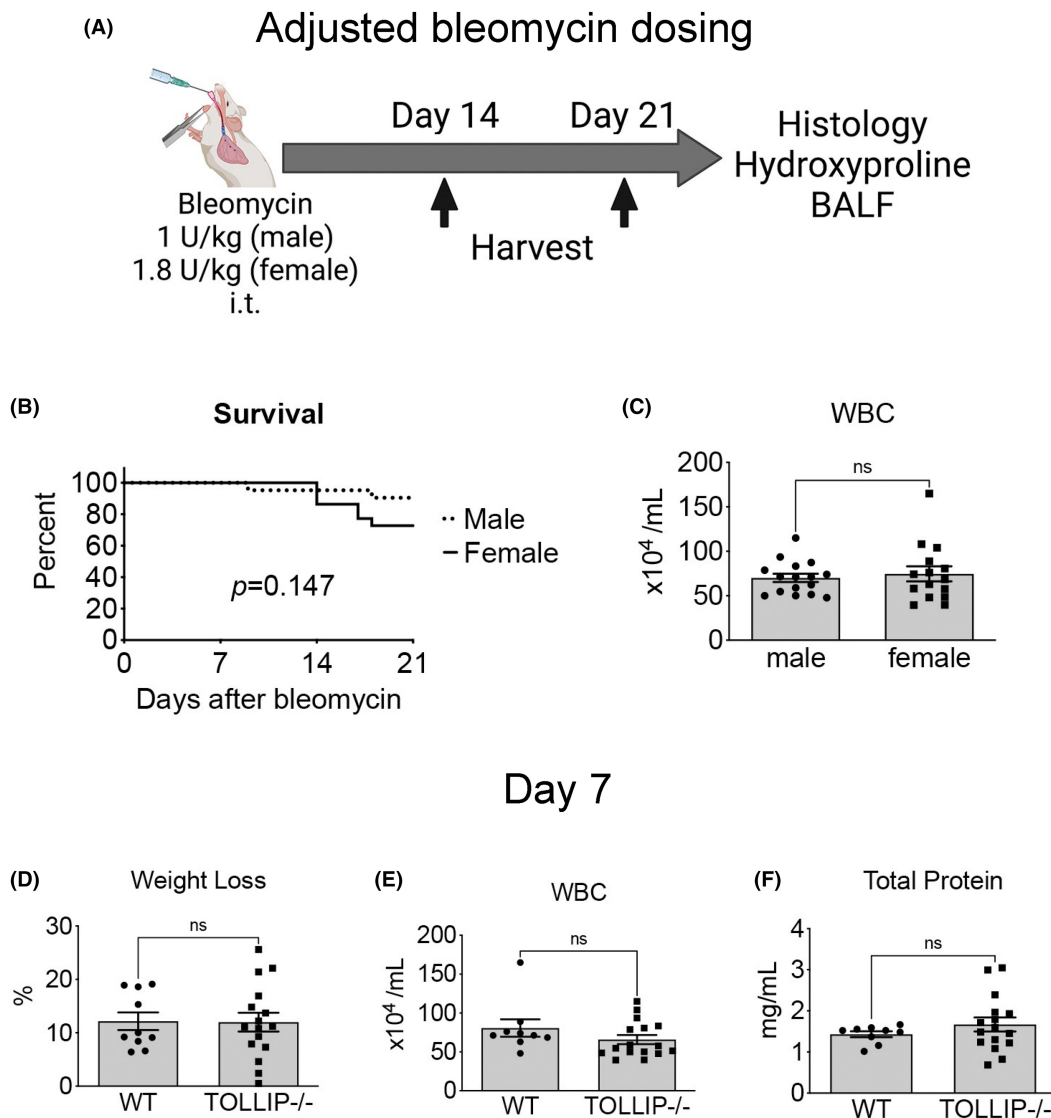 (A)
Adjusted bleomycin dosing
Day 14
Day 21
Bleomycin
1 U/kg (male)
1.8 U/kg (female)
i.t.
Harvest
Histology
Hydroxyproline
BALF
(B)
Survival
Percent
100
80
60
40
20
0
0 7 14 21
Days after bleomycin
p=0.147
Male
Female
(C)
WBC
x10⁴ /mL
200
150
100
50
0
ns
male female
Day 7
(D)
Weight Loss
%
30
20
10
0
ns
WT TOLLIP-/-
(E)
WBC
x10⁴ /mL
200
150
100
50
0
ns
WT TOLLIP-/-
(F)
Total Protein
mg/mL
4
3
2
1
0
ns
WT TOLLIP-/-